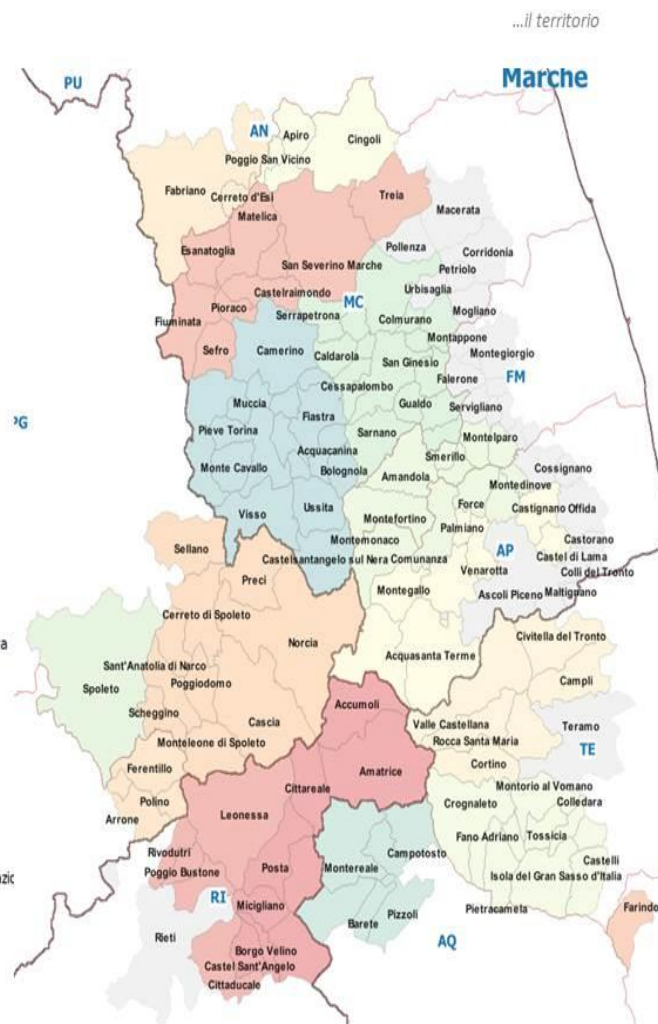 ...il territorio
PU
Marche
AN
Apiro
Cingoli
Poggio San Vicino
Fabriano
Cerreto d'Esi
Treia
Matelica
Macerata
Esanatoglia
Pollenza
Corridonia
San Severino Marche
Petriolo
Castelraimondo
Urbisaglia
MC
Pioraco
Serrapetrona
Mogliano
Fiuminata
Colmurano
Montappone
Sefro
Camerino
Caldarola
San Ginesio
Montegiorgio
FM
Cessapalombo
Falerone
Muccia
Gualdo
Servigliano
Fiastra
PG
Pieve Torina
Sarnano
Montelparo
Acquacanina
Smerillo
Monte Cavallo
Bolognola
Amandola
Cossignano
Montedinove
Visso
Ussita
Force
Castignano
Offida
Montefortino
Palmiano
Montemonaco
Castorano
Sellano
AP
Castelsantangelo sul Nera
Comunanza
Castel di Lama
Venarotta
Colli del Tronto
Preci
Montegallo
Ascoli Piceno
Maltignano
Cerreto di Spoleto
Civitella del Tronto
Norcia
Acquasanta Terme
Sant'Anatolia di Narco
Spoleto
Poggiodomo
Campli
Scheggino
Accumoli
Cascia
Valle Castellana
Teramo
Monteleone di Spoleto
Rocca Santa Maria
TE
Ferentillo
Cortino
Amatrice
Cittareale
Montorio al Vomano
Polino
Crognaleto
Colledara
Arrone
Leonessa
Fano Adriano
Tossicia
Rivodutri
Campotosto
Castelli
Poggio Bustone
Posta
Montereale
Isola del Gran Sasso d'Italia
RI
Micigliano
Pietracamela
Farindo
Pizzoli
Rieti
Barete
AQ
Borgo Velino
Castel Sant'Angelo
Cittaducale